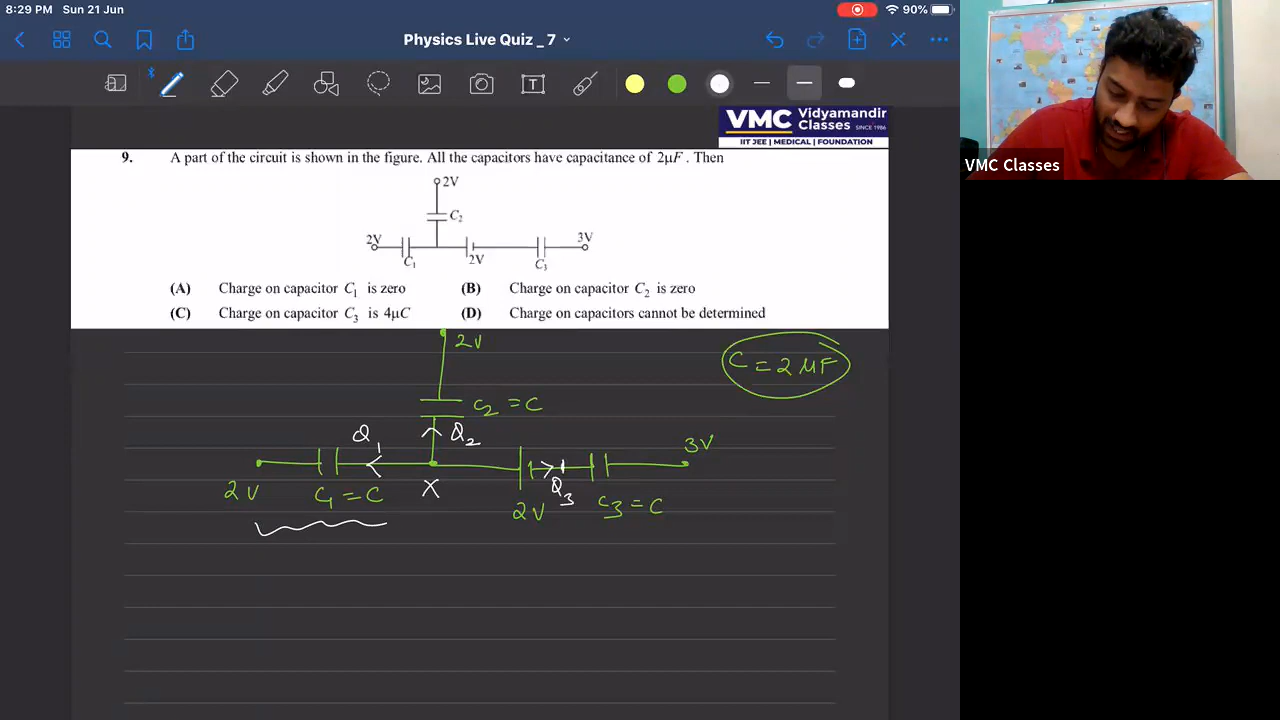 8:29 PM Sun 21 Jun
90%
Physics Live Quiz _ 7
T
VMC Vidyamandir Classes SINCE 1986
IIT JEE | MEDICAL | FOUNDATION
VMC Classes
9. A part of the circuit is shown in the figure. All the capacitors have capacitance of 2μF . Then
2V
C₂
2V
3V
C₁
2V
C₃
(A) Charge on capacitor C₁ is zero (B) Charge on capacitor C₂ is zero
(C) Charge on capacitor C₃ is 4μC (D) Charge on capacitors cannot be determined
2V
C = 2 μF
C₂ = C
Q₁
Q₂
3V
2V
C₁ = C
X
Q₃
2V
C₃ = C